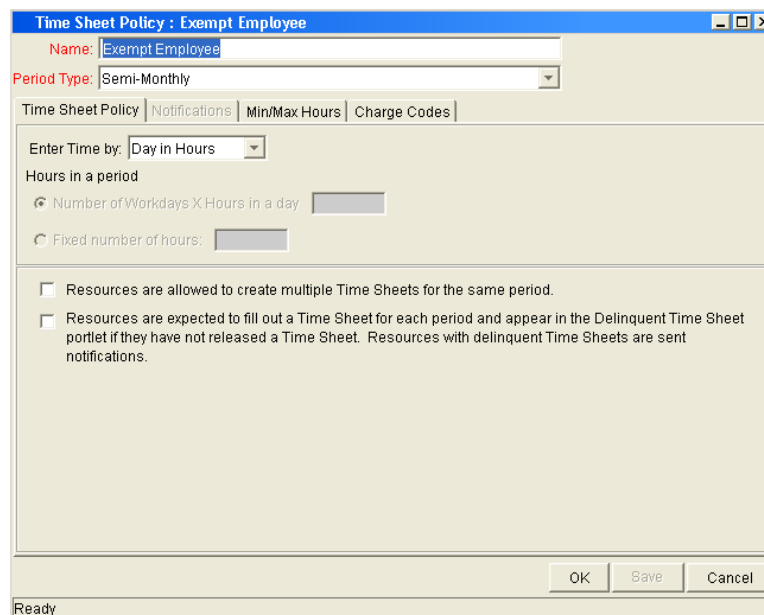 Time Sheet Policy : Exempt Employee
Name: Exempt Employee
Period Type: Semi-Monthly
Time Sheet Policy Notifications Min/Max Hours Charge Codes
Enter Time by: Day in Hours
Hours in a period
Number of Workdays X Hours in a day
Fixed number of hours:
Resources are allowed to create multiple Time Sheets for the same period.
Resources are expected to fill out a Time Sheet for each period and appear in the Delinquent Time Sheet
portlet if they have not released a Time Sheet. Resources with delinquent Time Sheets are sent
notifications.
OK Save Cancel
Ready